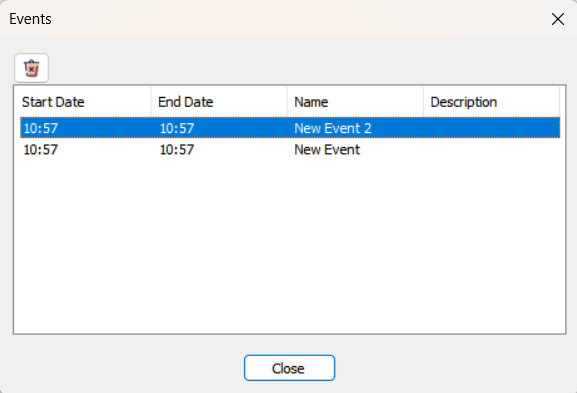 Events
Start Date End Date Name Description
10:57 10:57 New Event 2
10:57 10:57 New Event
Close